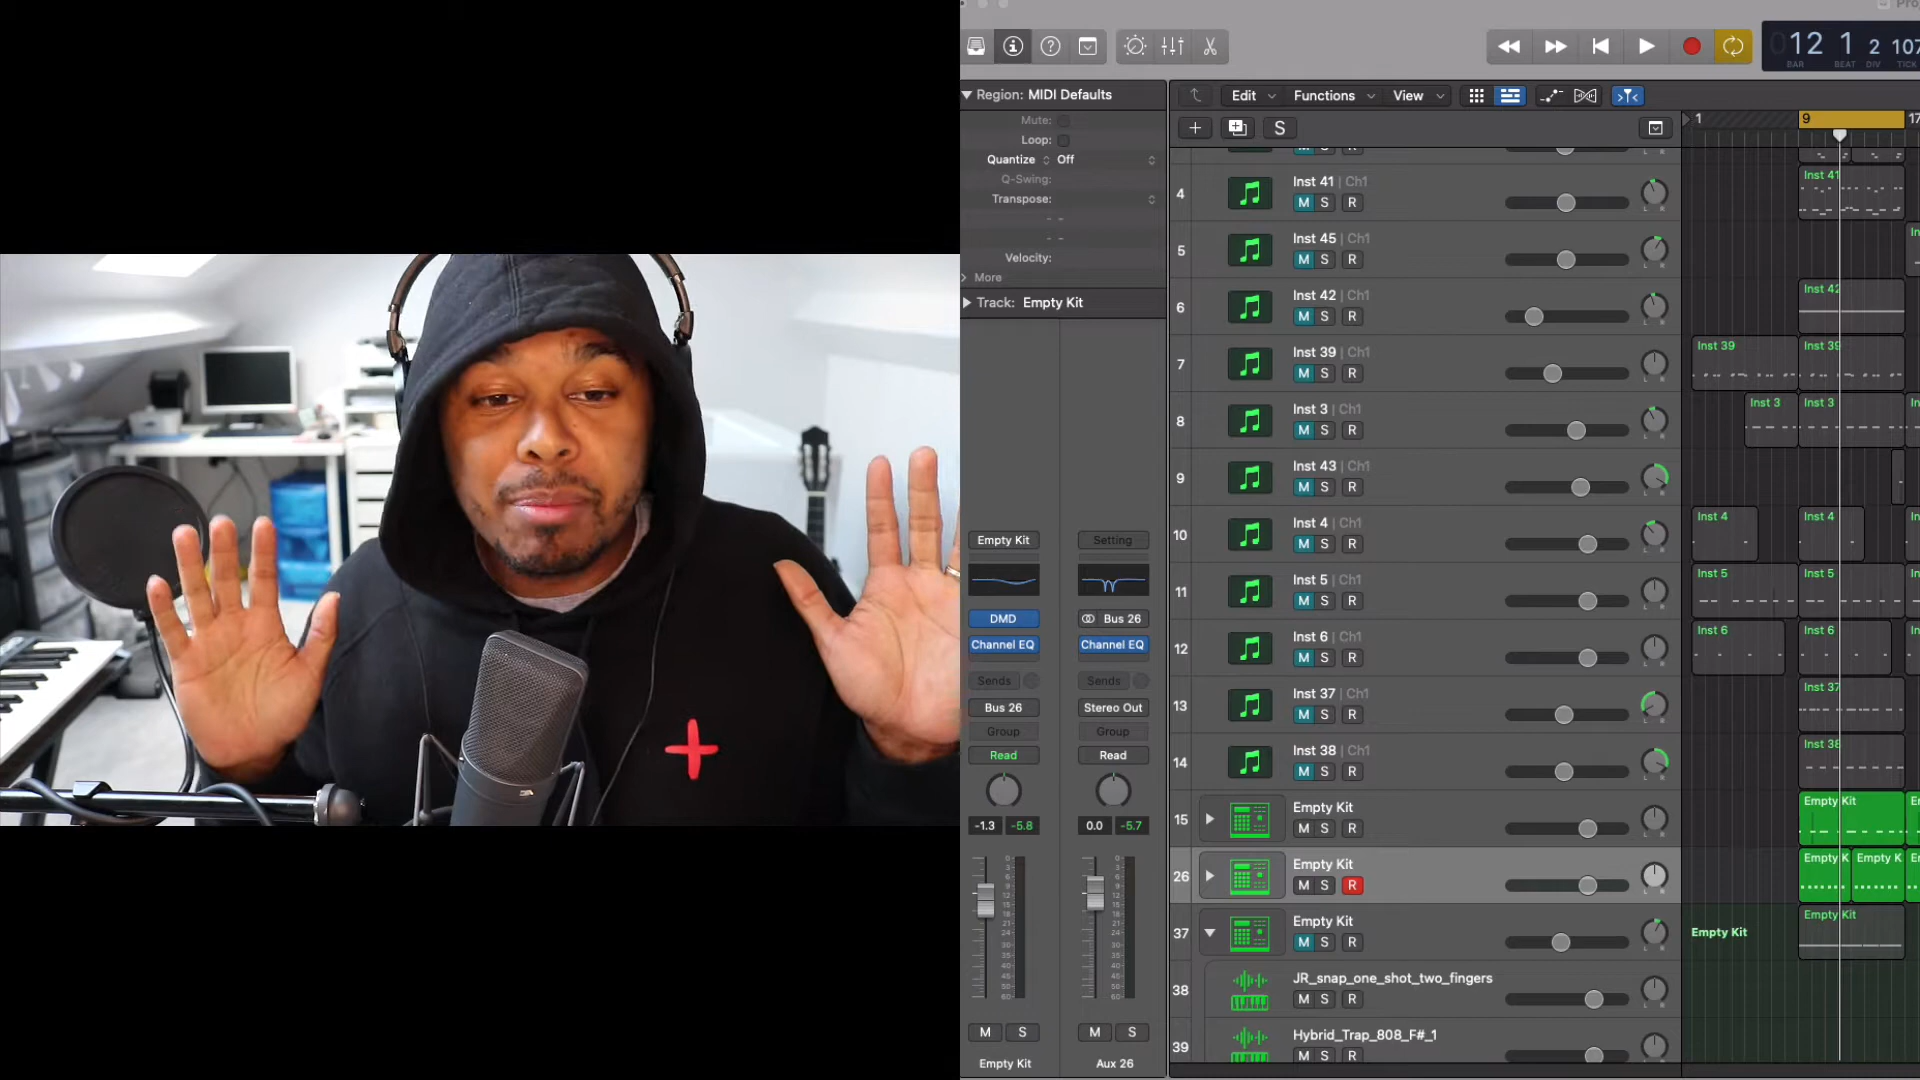 Proj
12 1 2 107
BAR BEAT DIV TICK
Region: MIDI Defaults
Mute:
Loop:
Quantize Off
Q-Swing:
Transpose:
Velocity:
More
Track: Empty Kit
Edit Functions View
S
1 9 17
M S R
4 Inst 41 | Ch1
M S R
Inst 41
5 Inst 45 | Ch1
M S R
6 Inst 42 | Ch1
M S R
Inst 42
7 Inst 39 | Ch1
M S R
Inst 39 Inst 39
8 Inst 3 | Ch1
M S R
Inst 3 Inst 3
9 Inst 43 | Ch1
M S R
10 Inst 4 | Ch1
M S R
Inst 4 Inst 4
11 Inst 5 | Ch1
M S R
Inst 5 Inst 5
12 Inst 6 | Ch1
M S R
Inst 6 Inst 6
13 Inst 37 | Ch1
M S R
Inst 37
14 Inst 38 | Ch1
M S R
Inst 38
15 Empty Kit
M S R
Empty Kit
26 Empty Kit
M S R
Empty K Empty K
37 Empty Kit
M S R
Empty Kit
Empty Kit
38 JR_snap_one_shot_two_fingers
M S R
39 Hybrid_Trap_808_F#_1
M S R
Empty Kit Setting
DMD Bus 26
Channel EQ Channel EQ
Sends Sends
Bus 26 Stereo Out
Group Group
Read Read
-1.3 -5.8 0.0 -5.7
M S M S
Empty Kit Aux 26